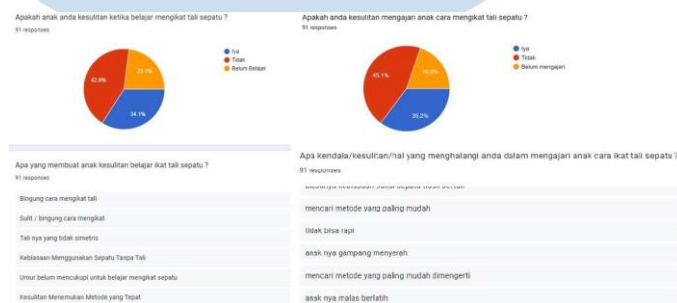 Apakah anak anda kesulitan ketika belajar mengikat tali sepatu ?
91 responses
Iya
Tidak
Belum Belajar
42.9%
23.1%
34.1%
Apakah anda kesulitan mengajari anak cara mengikat tali sepatu ?
91 responses
Iya
Tidak
Belum mengajari
45.1%
19.8%
35.2%
Apa yang membuat anak kesulitan belajar ikat tali sepatu ?
91 responses
Bingung cara mengikat tali
Sulit / bingung cara mengikat
Tali nya yang tidak simetris
Kebiasaan Menggunakan Sepatu Tanpa Tali
Umur belum mencukupi untuk belajar mengikat sepatu
Kesulitan Menemukan Metode yang Tepat
Apa kendala/kesulitan/hal yang menghalangi anda dalam mengajari anak cara ikat tali sepatu ?
91 responses
mencari metode yang paling mudah
tidak bisa rapi
anak nya gampang menyerah
mencari metode yang paling mudah dimengerti
anak nya malas berlatih